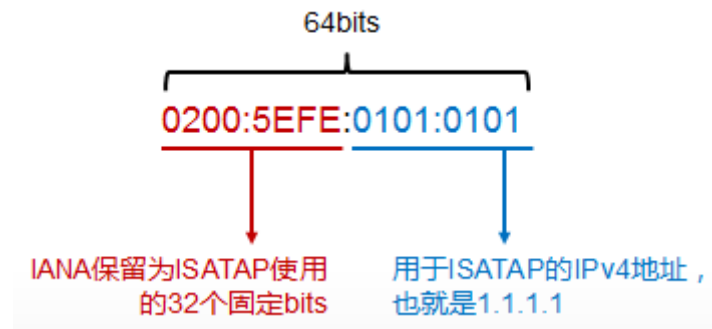 64bits
0200:5EFE:0101:0101
IANA保留为ISATAP使用
的32个固定bits
用于ISATAP的IPv4地址，
也就是1.1.1.1